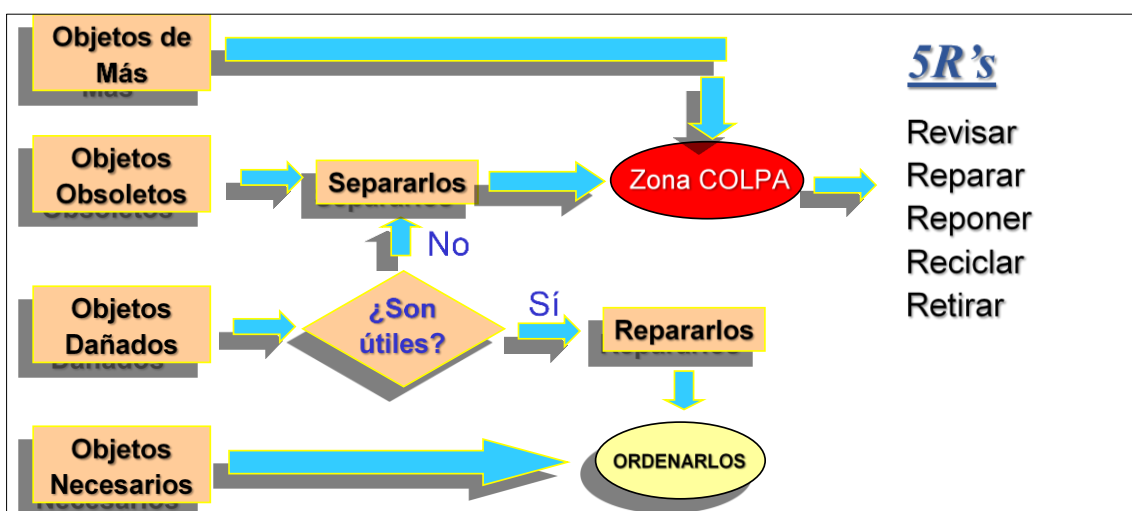 Objetos de
Más
Objetos
Obsoletos
Separarlos
Zona COLPA
No
Objetos
Dañados
¿Son
útiles?
Sí
Repararlos
Objetos
Necesarios
ORDENARLOS
5R's
Revisar
Reparar
Reponer
Reciclar
Retirar